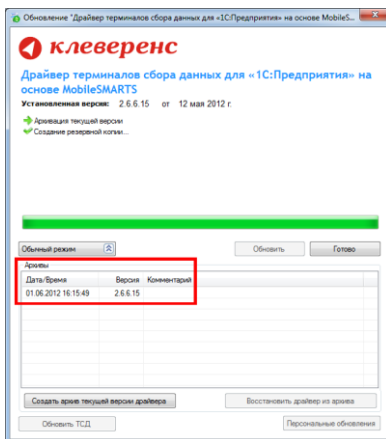 Обновление "Драйвер терминалов сбора данных для «1С:Предприятия» на основе MobileS...
клеверенс
Драйвер терминалов сбора данных для «1С:Предприятия» на
основе MobileSMARTS
Установленная версия: 2.6.6.15 от 12 мая 2012 г.
Архивация текущей версии
Создание резервной копии...
Обычный режим
Обновить
Готово
Архивы
Дата/Время Версия Комментарий
01.06.2012 16:15:49 2.6.6.15
Создать архив текущей версии драйвера
Восстановить драйвер из архива
Обновить ТСД
Персональные обновления